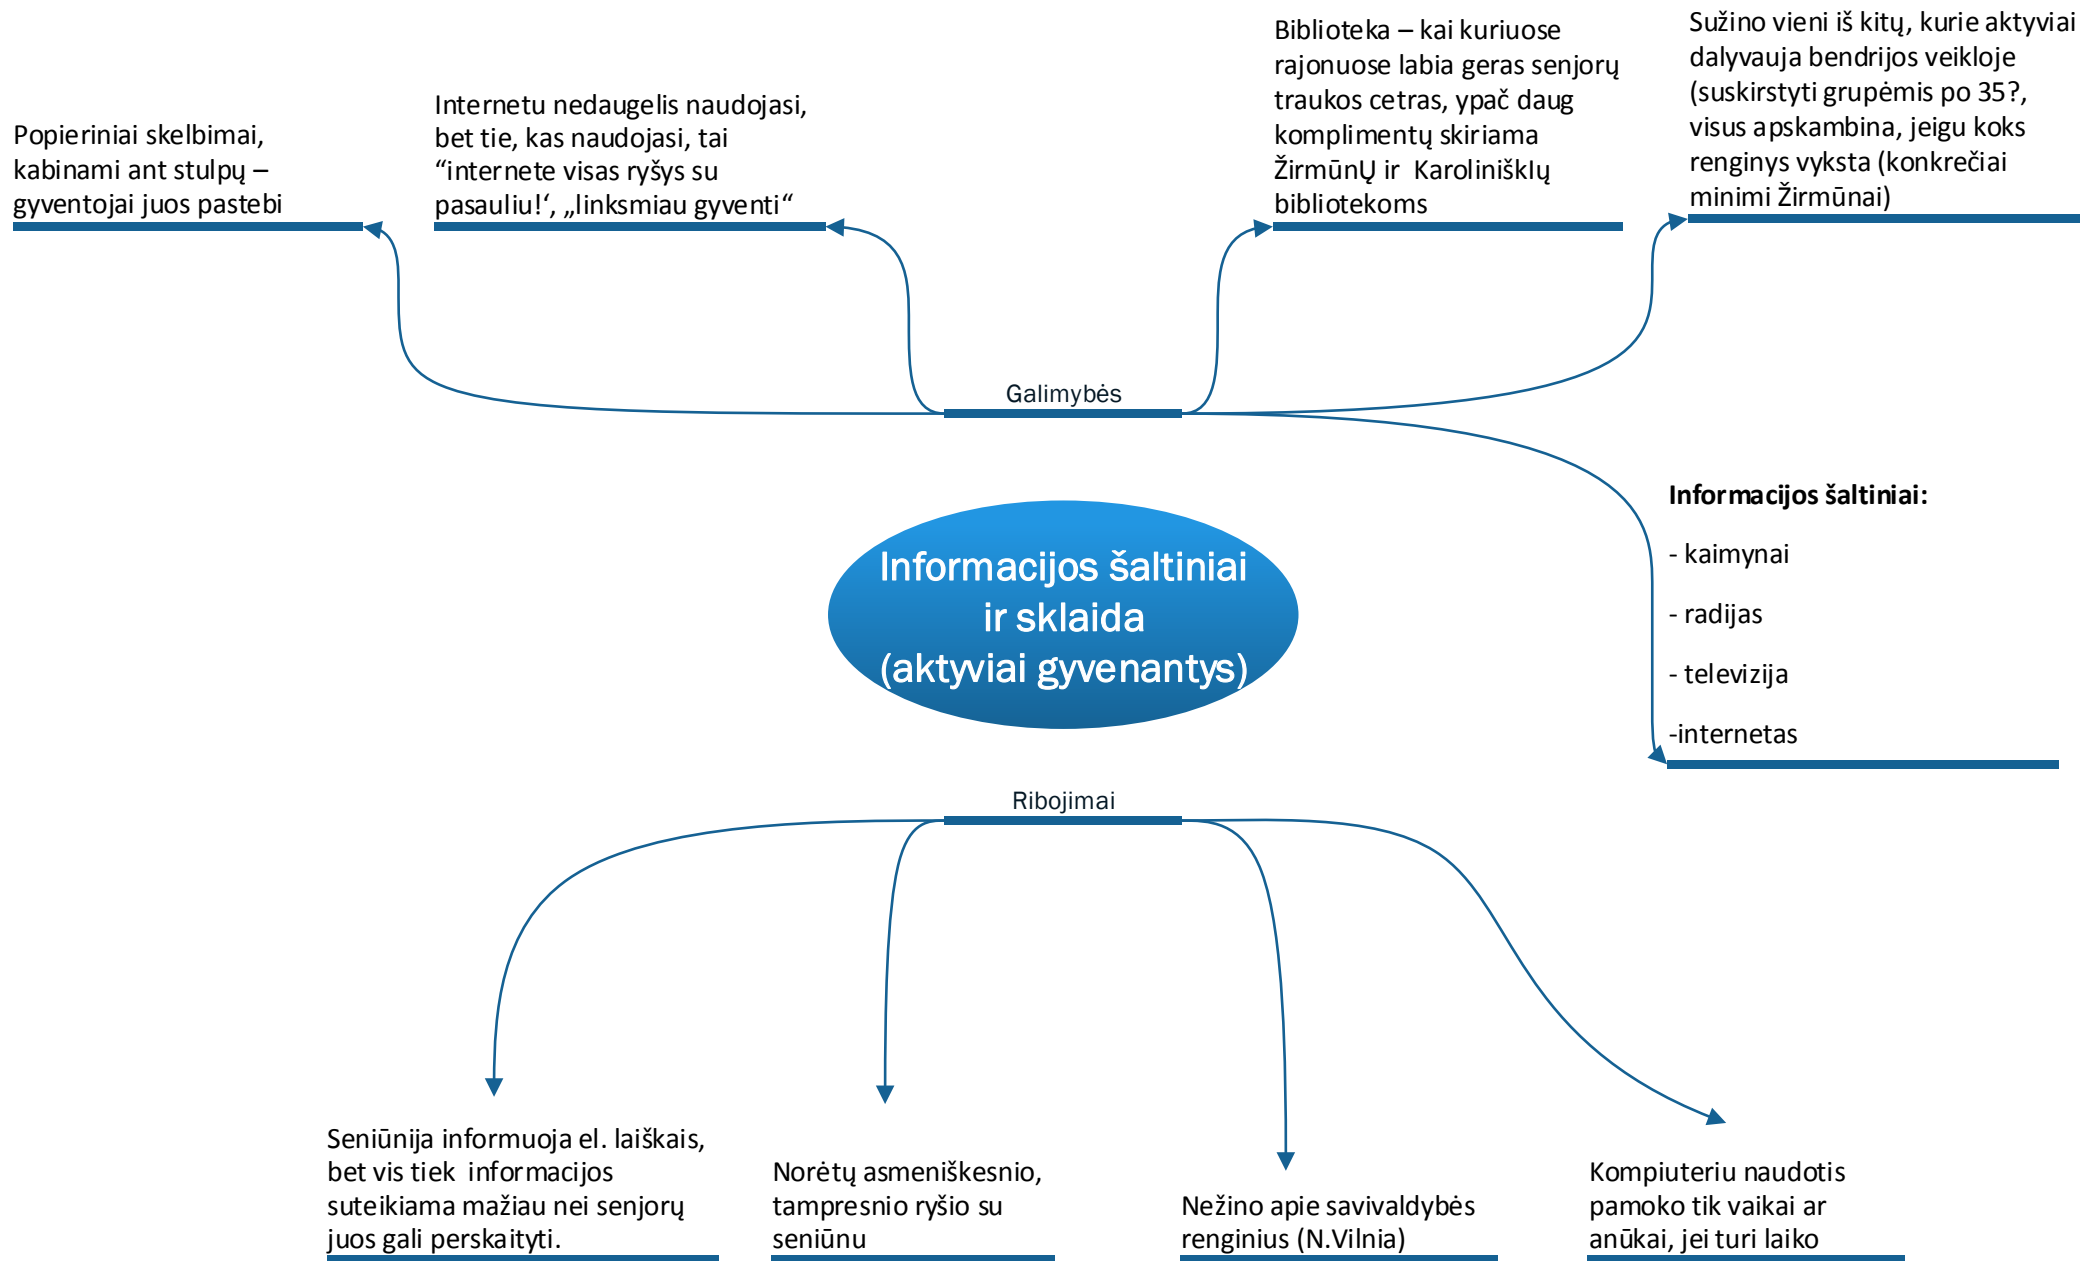 Popieriniai skelbimai,
kabinami ant stulpų –
gyventojai juos pastebi
Internetu nedaugelis naudojasi,
bet tie, kas naudojasi, tai
“internete visas ryšys su
pasauliu!‘, „linksmiau gyventi“
Biblioteka – kai kuriuose
rajonuose labia geras senjorų
traukos cetras, ypač daug
komplimentų skiriama
ŽirmūnŲ ir Karoliniškių
bibliotekoms
Sužino vieni iš kitų, kurie aktyviai
dalyvauja bendrijos veikloje
(suskirstyti grupėmis po 35?,
visus apskambina, jeigu koks
renginys vyksta (konkrečiai
minimi Žirmūnai)
Galimybės
Informacijos šaltiniai:
- kaimynai
- radijas
- televizija
-internetas
Informacijos šaltiniai
ir sklaida
(aktyviai gyvenantys)
Ribojimai
Seniūnija informuoja el. laiškais,
bet vis tiek informacijos
suteikiama mažiau nei senjorų
juos gali perskaityti.
Norėtų asmeniškesnio,
tampresnio ryšio su
seniūnu
Nežino apie savivaldybės
renginius (N.Vilnia)
Kompiuteriu naudotis
pamoko tik vaikai ar
anūkai, jei turi laiko